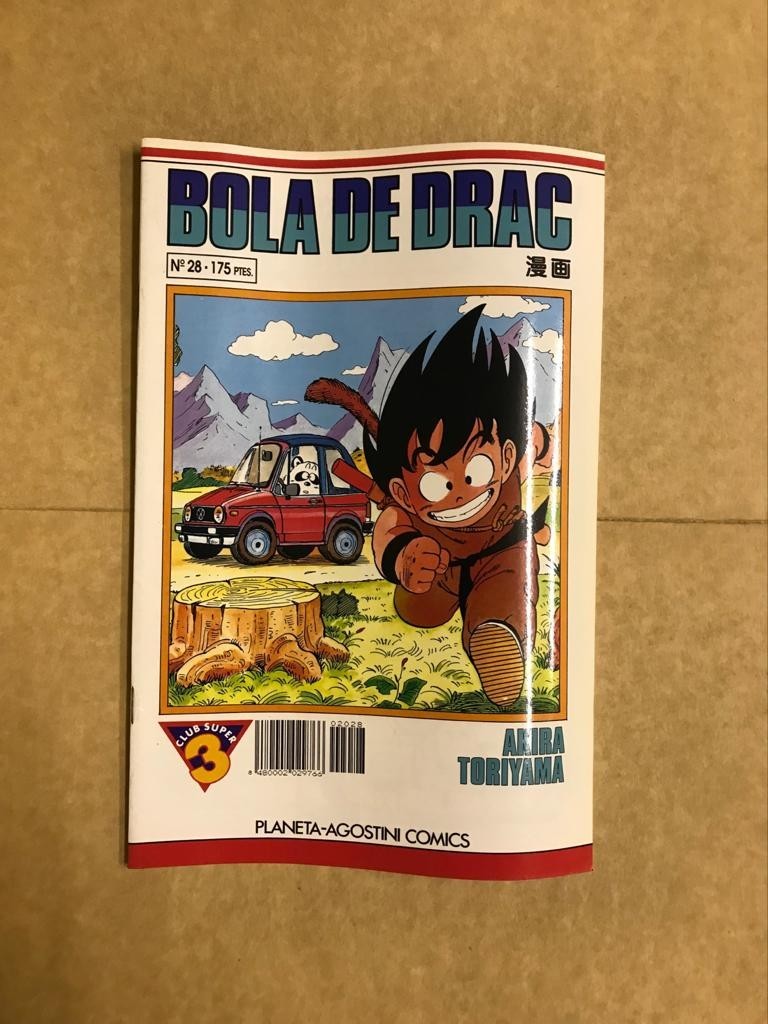 BOLA DE DRAC
Nº 28 · 175 PTES.
漫画
CLUB SUPER
3
02028
8 480002 029766
AKIRA
TORIYAMA
PLANETA-AGOSTINI COMICS